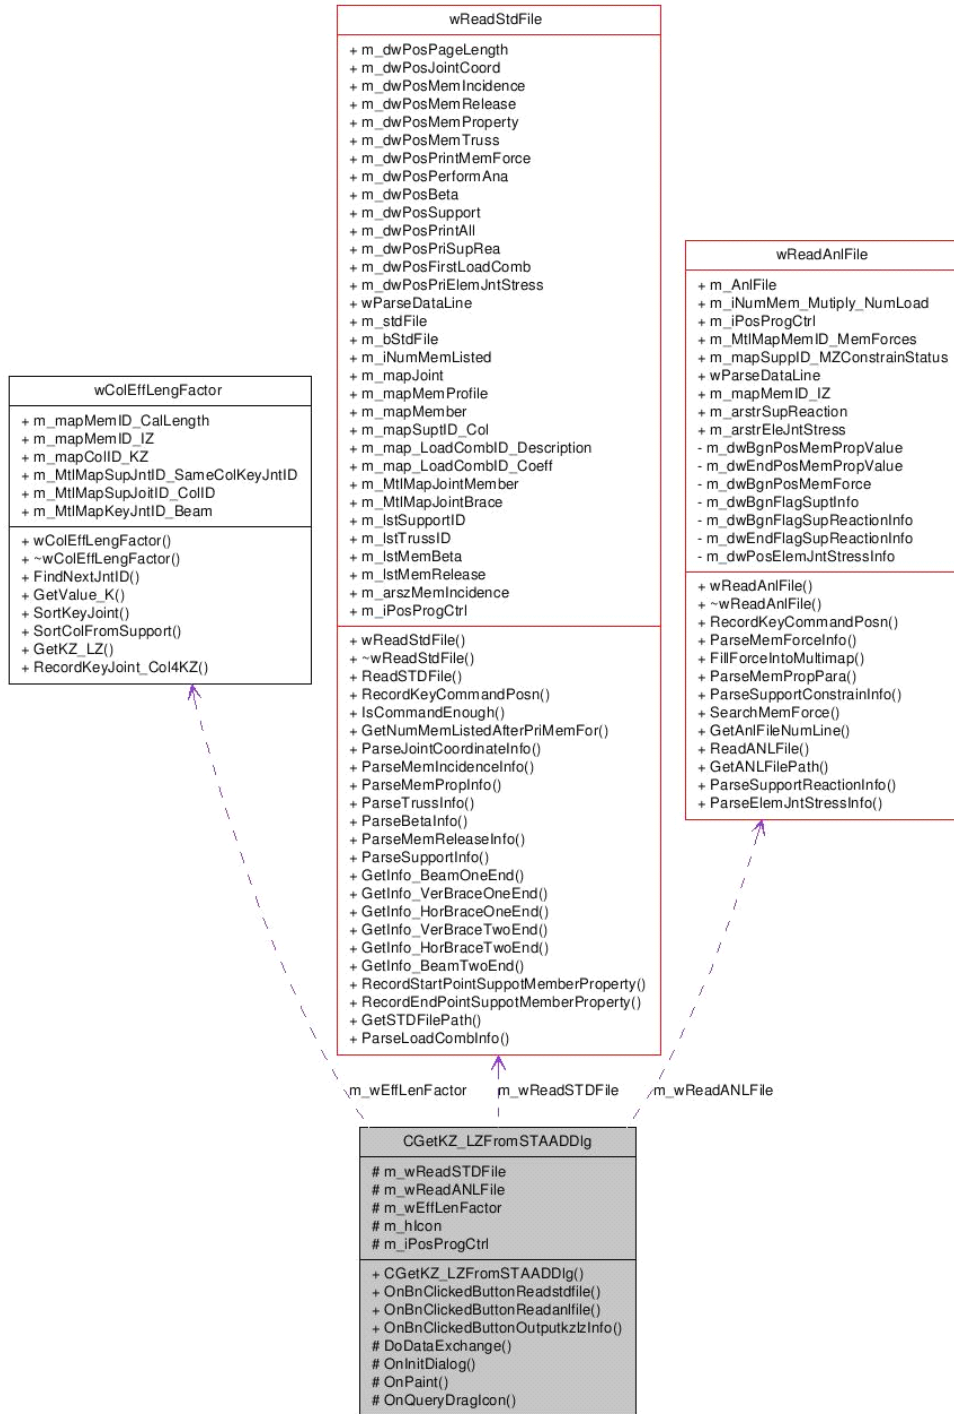 wReadStdFile
+ m_dwPosPageLength
+ m_dwPosJointCoord
+ m_dwPosMemIncidence
+ m_dwPosMemRelease
+ m_dwPosMemProperty
+ m_dwPosMemTruss
+ m_dwPosPrintMemForce
+ m_dwPosPerformAna
+ m_dwPosBeta
+ m_dwPosSupport
+ m_dwPosPrintAll
+ m_dwPosPriSupRea
+ m_dwPosFirstLoadComb
+ m_dwPosPriElemJntStress
+ wParseDataLine
+ m_stdFile
+ m_bStdFile
+ m_iNumMemListed
+ m_mapJoint
+ m_mapMemProfile
+ m_mapMember
+ m_mapSuptID_Col
+ m_map_LoadCombID_Description
+ m_map_LoadCombID_Coeff
+ m_MtlMapJointMember
+ m_MtlMapJointBrace
+ m_lstSupportID
+ m_lstTrussID
+ m_lstMemBeta
+ m_lstMemRelease
+ m_arszMemIncidence
+ m_iPosProgCtrl
+ wReadStdFile()
+ ~wReadStdFile()
+ ReadSTDFile()
+ RecordKeyCommandPosn()
+ IsCommandEnough()
+ GetNumMemListedAfterPriMemFor()
+ ParseJointCoordinateInfo()
+ ParseMemIncidenceInfo()
+ ParseMemPropInfo()
+ ParseTrussInfo()
+ ParseBetaInfo()
+ ParseMemReleaseInfo()
+ ParseSupportInfo()
+ GetInfo_BeamOneEnd()
+ GetInfo_VerBraceOneEnd()
+ GetInfo_HorBraceOneEnd()
+ GetInfo_VerBraceTwoEnd()
+ GetInfo_HorBraceTwoEnd()
+ GetInfo_BeamTwoEnd()
+ RecordStartPointSuppotMemberProperty()
+ RecordEndPointSuppotMemberProperty()
+ GetSTDFilePath()
+ ParseLoadCombInfo()
wReadAnlFile
+ m_AnlFile
+ m_iNumMem_Mutiply_NumLoad
+ m_iPosProgCtrl
+ m_MtlMapMemID_MemForces
+ m_mapSuppID_MZConstrainStatus
+ wParseDataLine
+ m_mapMemID_IZ
+ m_arstrSupReaction
+ m_arstrEleJntStress
- m_dwBgnPosMemPropValue
- m_dwEndPosMemPropValue
- m_dwBgnPosMemForce
- m_dwBgnFlagSuptInfo
- m_dwBgnFlagSupReactionInfo
- m_dwEndFlagSupReactionInfo
- m_dwPosElemJntStressInfo
+ wReadAnlFile()
+ ~wReadAnlFile()
+ RecordKeyCommandPosn()
+ ParseMemForceInfo()
+ FillForceIntoMultimap()
+ ParseMemPropPara()
+ ParseSupportConstrainInfo()
+ SearchMemForce()
+ GetAnlFileNumLine()
+ ReadANLFile()
+ GetANLFilePath()
+ ParseSupportReactionInfo()
+ ParseElemJntStressInfo()
wColEffLengFactor
+ m_mapMemID_CalLength
+ m_mapMemID_IZ
+ m_mapColID_KZ
+ m_MtlMapSupJntID_SameColKeyJntID
+ m_MtlMapSupJoitID_ColID
+ m_MtlMapKeyJntID_Beam
+ wColEffLengFactor()
+ ~wColEffLengFactor()
+ FindNextJntID()
+ GetValue_K()
+ SortKeyJoint()
+ SortColFromSupport()
+ GetKZ_LZ()
+ RecordKeyJoint_Col4KZ()
m_wEffLenFactor
m_wReadSTDFile
m_wReadANLFile
CGetKZ_LZFromSTAADDlg
# m_wReadSTDFile
# m_wReadANLFile
# m_wEffLenFactor
# m_hIcon
# m_iPosProgCtrl
+ CGetKZ_LZFromSTAADDlg()
+ OnBnClickedButtonReadstdfile()
+ OnBnClickedButtonReadanlfile()
+ OnBnClickedButtonOutputkzlzInfo()
# DoDataExchange()
# OnInitDialog()
# OnPaint()
# OnQueryDragIcon()